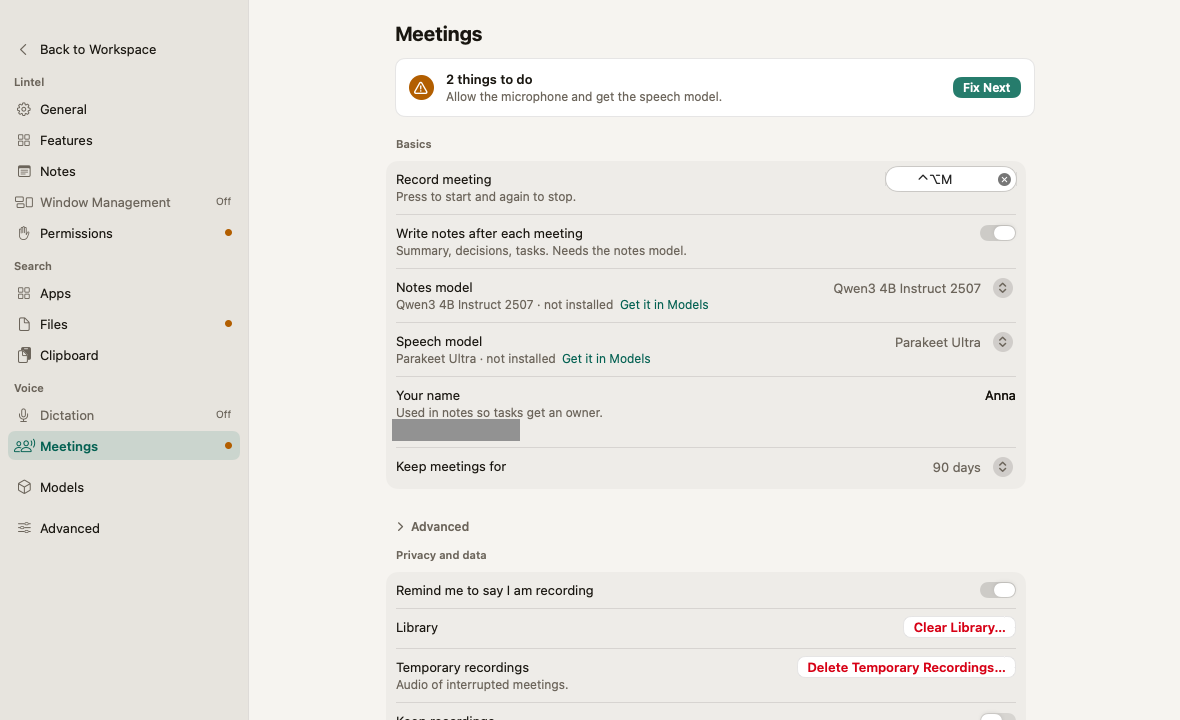 Back to Workspace
Lintel
General
Features
Notes
Window Management Off
Permissions
Search
Apps
Files
Clipboard
Voice
Dictation Off
Meetings
Models
Advanced
Meetings
2 things to do
Allow the microphone and get the speech model.
Fix Next
Basics
Record meeting
Press to start and again to stop.
⌃⌥M
Write notes after each meeting
Summary, decisions, tasks. Needs the notes model.
Notes model
Qwen3 4B Instruct 2507 · not installed Get it in Models
Qwen3 4B Instruct 2507
Speech model
Parakeet Ultra · not installed Get it in Models
Parakeet Ultra
Your name
Used in notes so tasks get an owner.
Anna
Keep meetings for
90 days
Advanced
Privacy and data
Remind me to say I am recording
Library
Clear Library...
Temporary recordings
Audio of interrupted meetings.
Delete Temporary Recordings...